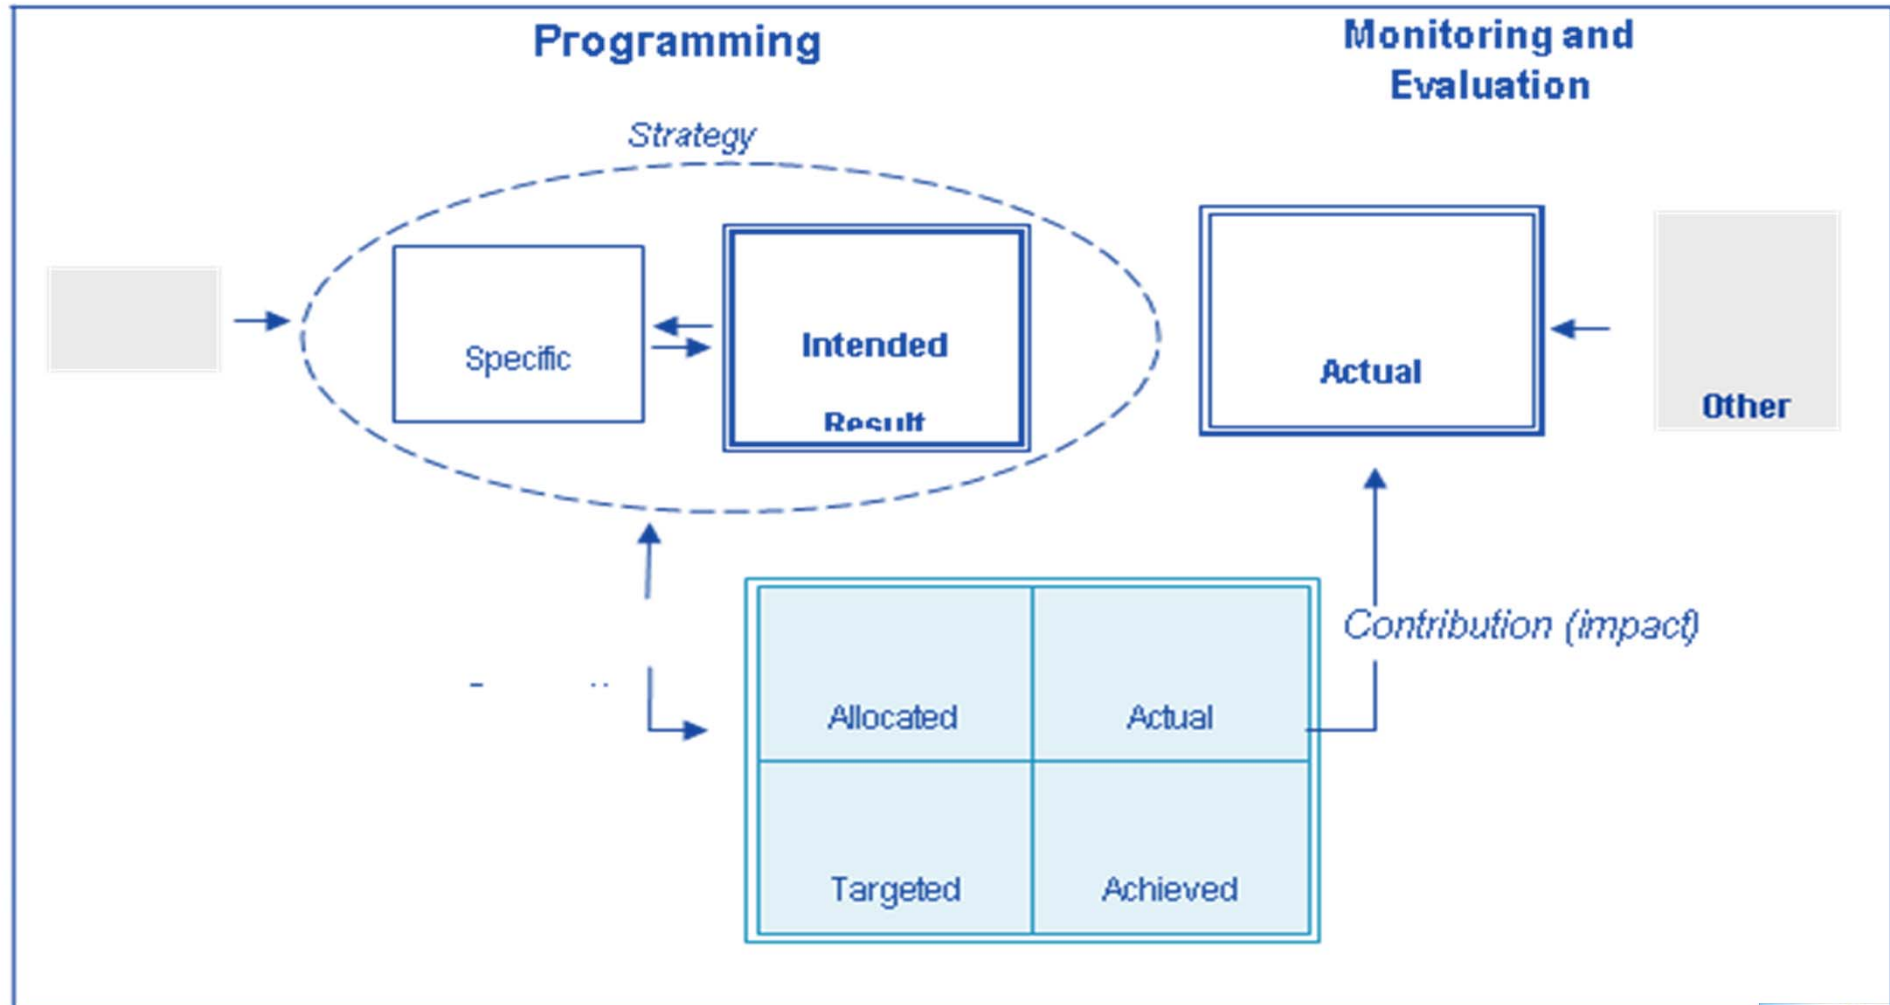 Programming
Monitoring and
Evaluation
Strategy
Specific
Intended
Result
Actual
Other
Contribution (impact)
Allocated
Actual
Targeted
Achieved